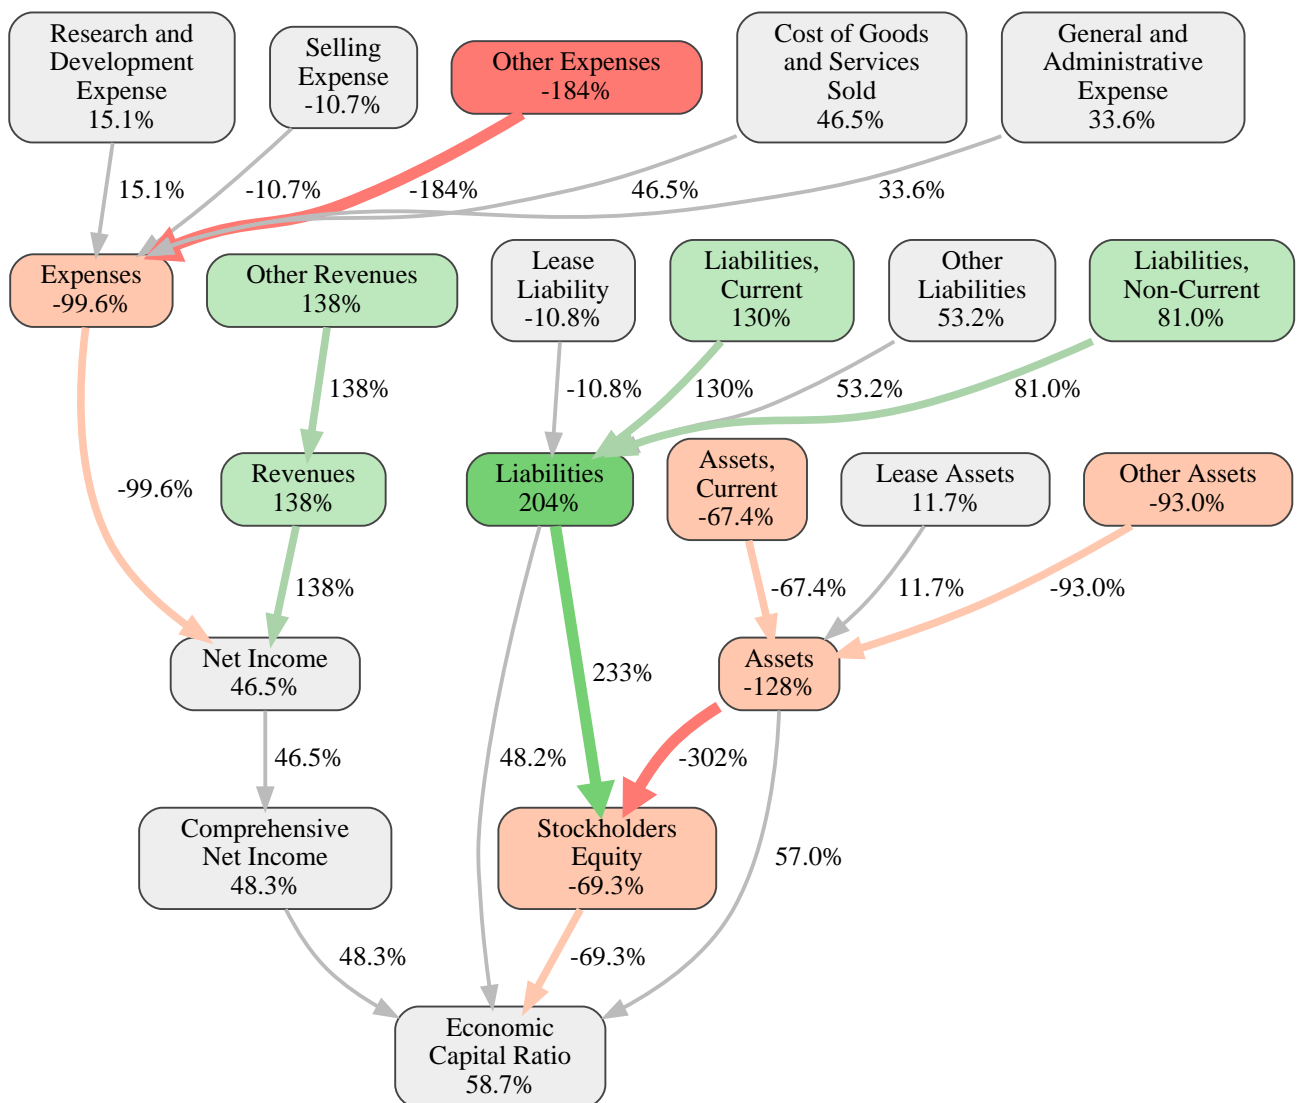 Research and
Development
Expense
15.1%
Selling
Expense
-10.7%
Other Expenses
-184%
Cost of Goods
and Services
Sold
46.5%
General and
Administrative
Expense
33.6%
15.1%
-10.7%
-184%
46.5%
33.6%
Expenses
-99.6%
Other Revenues
138%
Lease
Liability
-10.8%
Liabilities,
Current
130%
Other
Liabilities
53.2%
Liabilities,
Non-Current
81.0%
138%
-10.8%
130%
53.2%
81.0%
-99.6%
Revenues
138%
Liabilities
204%
Assets,
Current
-67.4%
Lease Assets
11.7%
Other Assets
-93.0%
138%
-67.4%
11.7%
-93.0%
Net Income
46.5%
233%
Assets
-128%
46.5%
48.2%
-302%
Comprehensive
Net Income
48.3%
Stockholders
Equity
-69.3%
57.0%
48.3%
-69.3%
Economic
Capital Ratio
58.7%